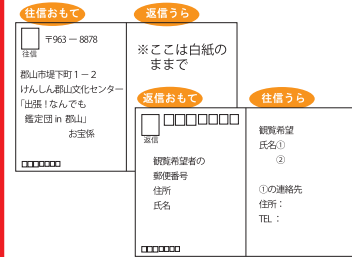 往信おもて
返信うら
往信
〒963－8878
郡山市堤下町1－2
けんしん郡山文化センター
「出張！なんでも
鑑定団 in 郡山」
お宝係
※ここは白紙の
ままで
返信おもて
往信うら
返信
観覧希望者の
郵便番号
住所
氏名
観覧希望
氏名①
②
①の連絡先
住所：
TEL：